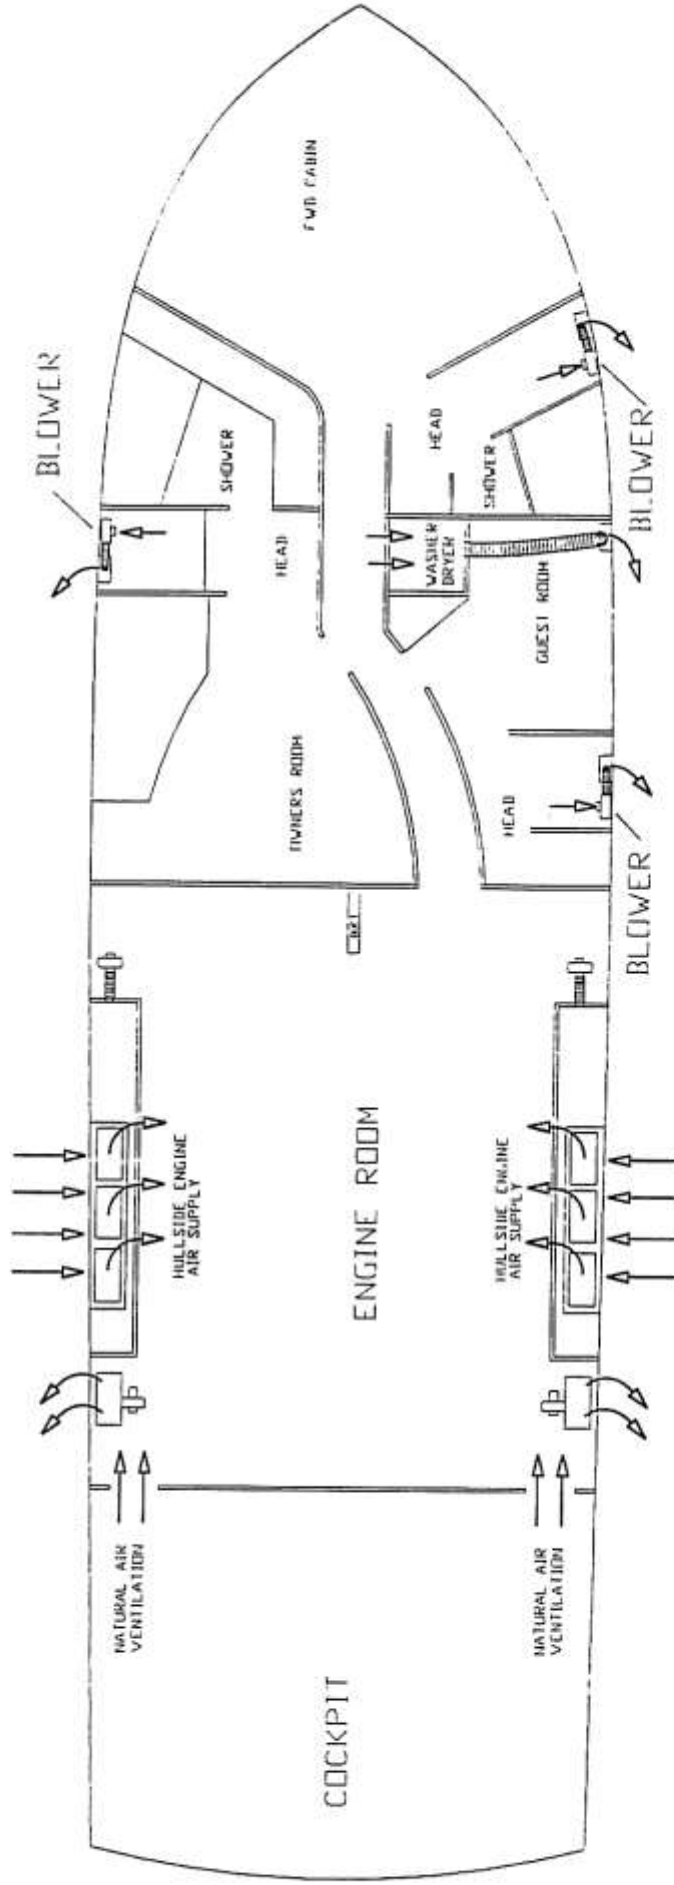 FWD CABIN
BLOWER
SHOWER
HEAD
HEAD
SHOWER
BLOWER
WASHER
DRYER
GUEST ROOM
OWNERS ROOM
HEAD
BLOWER
HULLSIDE ENGINE
AIR SUPPLY
ENGINE ROOM
HULLSIDE ENGINE
AIR SUPPLY
NATURAL AIR
VENTILATION
NATURAL AIR
VENTILATION
COCKPIT